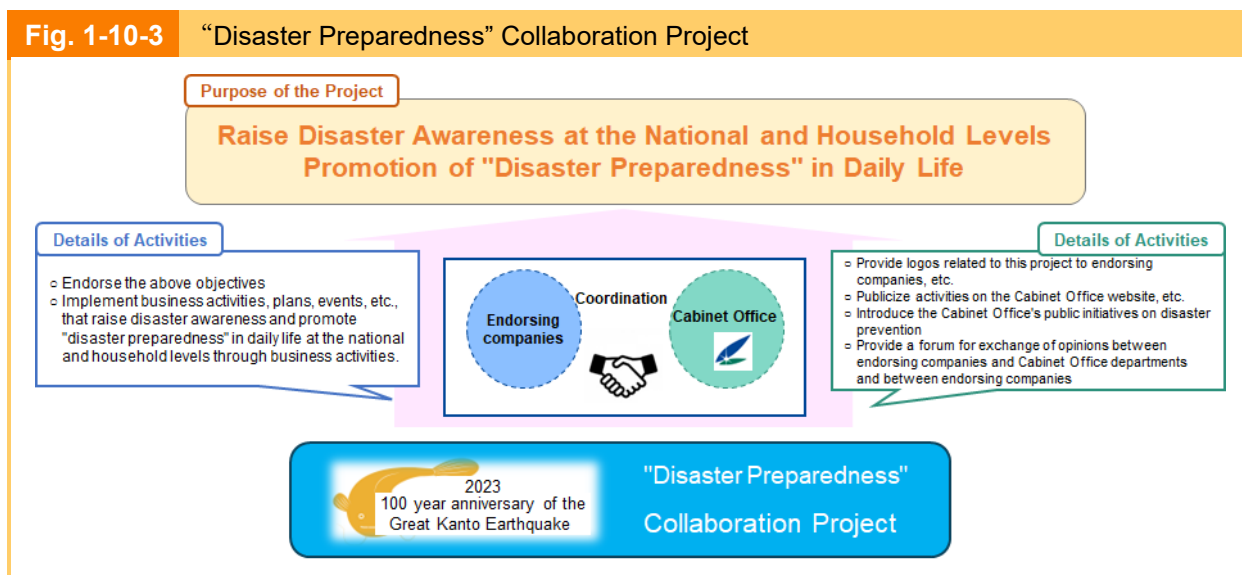 Fig. 1-10-3 “Disaster Preparedness” Collaboration Project
Purpose of the Project
Raise Disaster Awareness at the National and Household Levels
Promotion of "Disaster Preparedness" in Daily Life
Details of Activities
○ Endorse the above objectives
○ Implement business activities, plans, events, etc.,
that raise disaster awareness and promote
"disaster preparedness" in daily life at the national
and household levels through business activities.
Endorsing
companies
Coordination
Cabinet Office
Details of Activities
○ Provide logos related to this project to endorsing
companies, etc.
○ Publicize activities on the Cabinet Office website, etc.
○ Introduce the Cabinet Office's public initiatives on disaster
prevention
○ Provide a forum for exchange of opinions between
endorsing companies and Cabinet Office departments
and between endorsing companies
2023
100 year anniversary of the
Great Kanto Earthquake
"Disaster Preparedness"
Collaboration Project